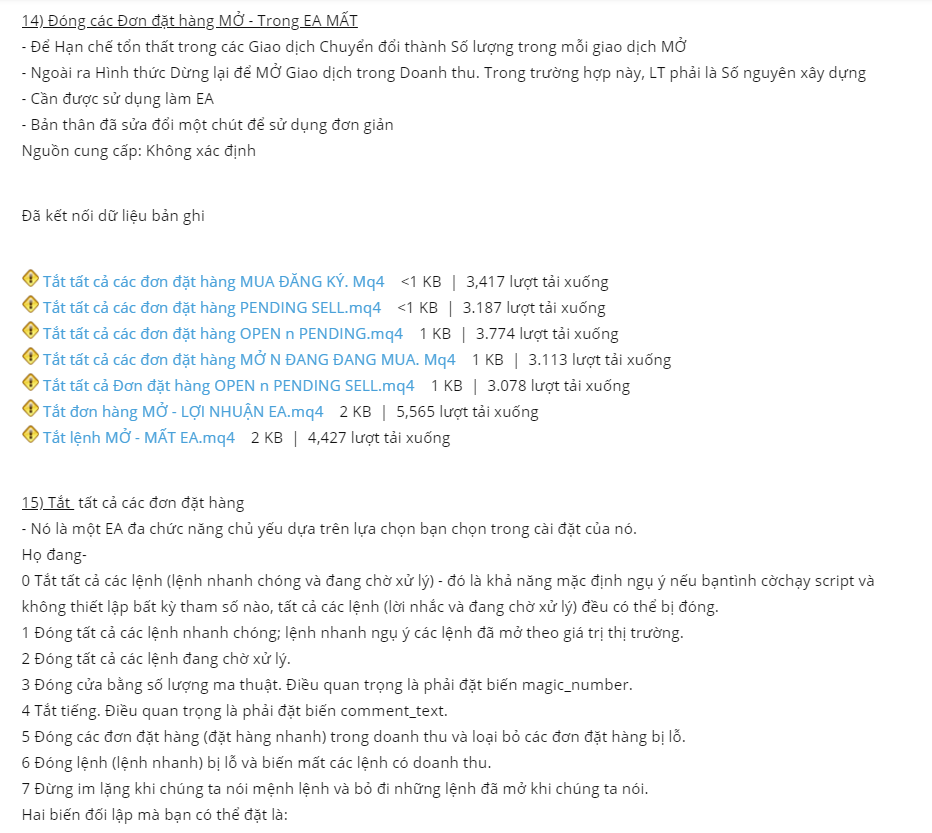 14) Đóng các Đơn đặt hàng MỞ - Trong EA MẤT
- Để Hạn chế tổn thất trong các Giao dịch Chuyển đổi thành Số lượng trong mỗi giao dịch MỞ
- Ngoài ra Hình thức Dừng lại để MỞ Giao dịch trong Doanh thu. Trong trường hợp này, LT phải là Số nguyên xây dựng
- Cần được sử dụng làm EA
- Bản thân đã sửa đổi một chút để sử dụng đơn giản
Nguồn cung cấp: Không xác định
Đã kết nối dữ liệu bản ghi
Tắt tất cả các đơn đặt hàng MUA ĐĂNG KÝ. Mq4 <1 KB | 3,417 lượt tải xuống
Tắt tất cả các đơn đặt hàng PENDING SELL.mq4 <1 KB | 3.187 lượt tải xuống
Tắt tất cả các đơn đặt hàng OPEN n PENDING.mq4 1 KB | 3.774 lượt tải xuống
Tắt tất cả các đơn đặt hàng MỞ N ĐANG ĐANG MUA. Mq4 1 KB | 3.113 lượt tải xuống
Tắt tất cả Đơn đặt hàng OPEN n PENDING SELL.mq4 1 KB | 3.078 lượt tải xuống
Tắt đơn hàng MỞ - LỢI NHUẬN EA.mq4 2 KB | 5,565 lượt tải xuống
Tắt lệnh MỞ - MẤT EA.mq4 2 KB | 4,427 lượt tải xuống
15) Tắt tất cả các đơn đặt hàng
- Nó là một EA đa chức năng chủ yếu dựa trên lựa chọn bạn chọn trong cài đặt của nó.
Họ đang-
0 Tắt tất cả các lệnh (lệnh nhanh chóng và đang chờ xử lý) - đó là khả năng mặc định ngụ ý nếu bạntình cờchạy script và
không thiết lập bất kỳ tham số nào, tất cả các lệnh (lời nhắc và đang chờ xử lý) đều có thể bị đóng.
1 Đóng tất cả các lệnh nhanh chóng; lệnh nhanh ngụ ý các lệnh đã mở theo giá trị thị trường.
2 Đóng tất cả các lệnh đang chờ xử lý.
3 Đóng cửa bằng số lượng ma thuật. Điều quan trọng là phải đặt biến magic_number.
4 Tắt tiếng. Điều quan trọng là phải đặt biến comment_text.
5 Đóng các đơn đặt hàng (đặt hàng nhanh) trong doanh thu và loại bỏ các đơn đặt hàng bị lỗ.
6 Đóng lệnh (lệnh nhanh) bị lỗ và biến mất các lệnh có doanh thu.
7 Đừng im lặng khi chúng ta nói mệnh lệnh và bỏ đi những lệnh đã mở khi chúng ta nói.
Hai biến đối lập mà bạn có thể đặt là: